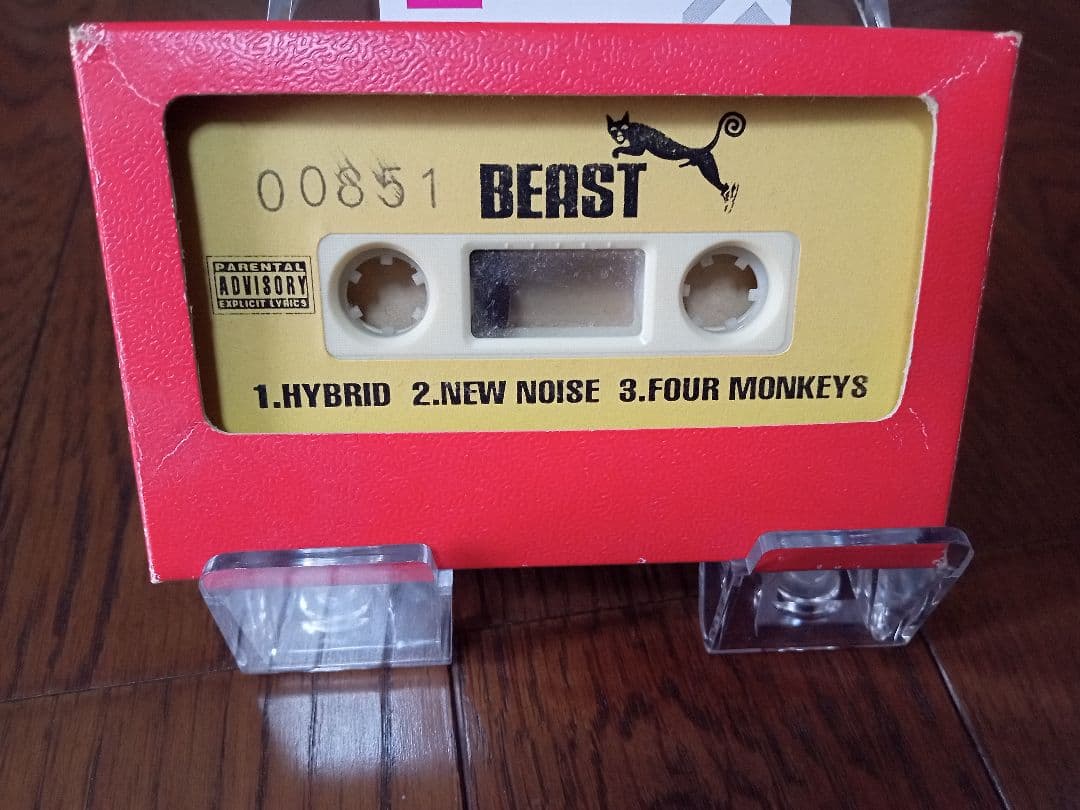 00851
BEAST
PARENTAL
ADVISORY
EXPLICIT LYRICS
1.HYBRID 2.NEW NOISE 3.FOUR MONKEYS